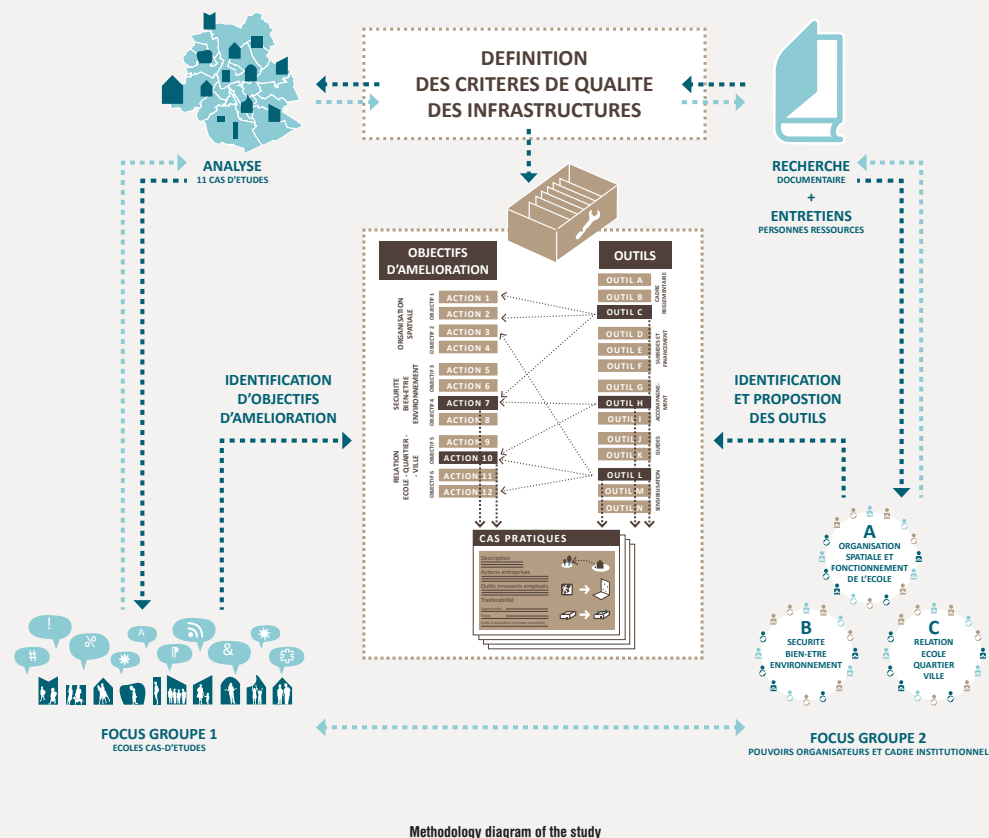 DEFINITION
DES CRITERES DE QUALITE
DES INFRASTRUCTURES
ANALYSE
11 CAS D'ETUDES
RECHERCHE
DOCUMENTAIRE
+
ENTRETIENS
PERSONNES RESSOURCES
OBJECTIFS
D'AMELIORATION
ORGANISATION
SPATIALE
OBJECTIF 1
ACTION 1
ACTION 2
OBJECTIF 2
ACTION 3
ACTION 4
SECURITE
BIEN-ETRE
ENVIRONNEMENT
OBJECTIF 3
ACTION 5
ACTION 6
OBJECTIF 4
ACTION 7
ACTION 8
RELATION
ECOLE - QUARTIER -
- VILLE
OBJECTIF 5
ACTION 9
ACTION 10
OBJECTIF 6
ACTION 11
ACTION 12
OUTILS
OUTIL A
OUTIL B
OUTIL C
CADRE
REGLEMENTAIRE
OUTIL D
OUTIL E
OUTIL F
SUBSIDES ET
FINANCEMENT
OUTIL G
OUTIL H
OUTIL I
ACCOMPAGNE-
MENT
OUTIL J
OUTIL K
GUIDES
OUTIL L
OUTIL M
OUTIL N
SENSIBILISATION
CAS PRATIQUES
Description
Actions entreprises
Outils innovants employés
IDENTIFICATION
D'OBJECTIFS
D'AMELIORATION
IDENTIFICATION
ET PROPOSTION
DES OUTILS
A
ORGANISATION
SPATIALE ET
FONCTIONNEMENT
DE L'ECOLE
B
SECURITE
BIEN-ETRE
ENVIRONNEMENT
C
RELATION
ECOLE
QUARTIER
VILLE
!
%
A
#
&
FOCUS GROUPE 1
ECOLES CAS-D'ETUDES
FOCUS GROUPE 2
POUVOIRS ORGANISATEURS ET CADRE INSTITUTIONNEL
Methodology diagram of the study